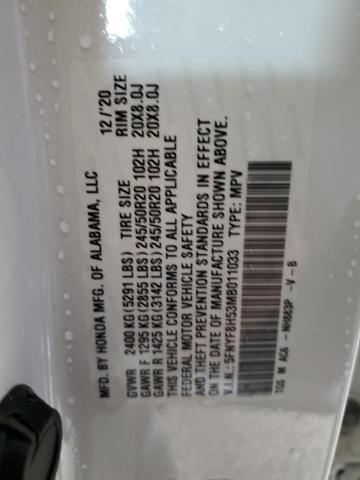 MFD. BY HONDA MFG. OF ALABAMA, LLC 12/'20
TIRE SIZE RIM SIZE
GVWR 2400 KG (5291 LBS)
GAWR F 1295 KG (2855 LBS) 245/50R20 102H 20X8.0J
GAWR R 1425 KG (3142 LBS) 245/50R20 102H 20X8.0J
THIS VEHICLE CONFORMS TO ALL APPLICABLE
FEDERAL MOTOR VEHICLE SAFETY
AND THEFT PREVENTION STANDARDS IN EFFECT
ON THE DATE OF MANUFACTURE SHOWN ABOVE.
V.I.N.: 5FNYF8H53MB011033 TYPE: MPV
TGS M AC6 - NH883P -V - B